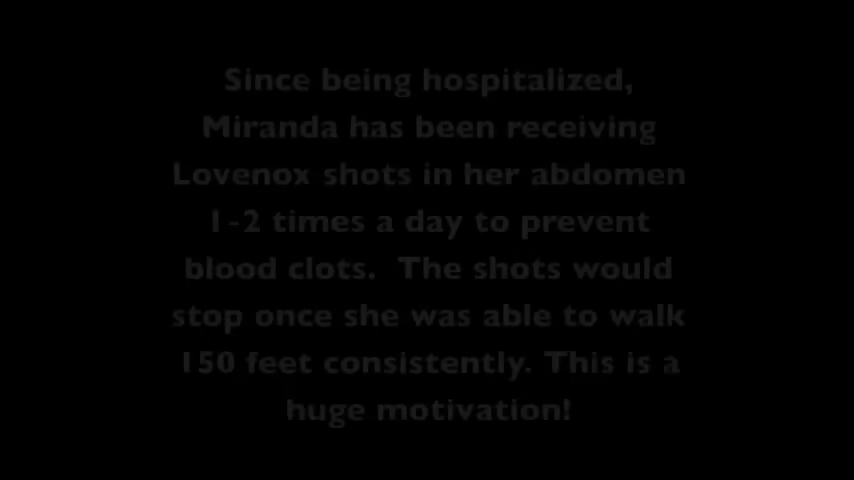 Since being hospitalized,
Miranda has been receiving
Lovenox shots in her abdomen
1-2 times a day to prevent
blood clots.  The shots would
stop once she was able to walk
150 feet consistently. This is a
huge motivation!